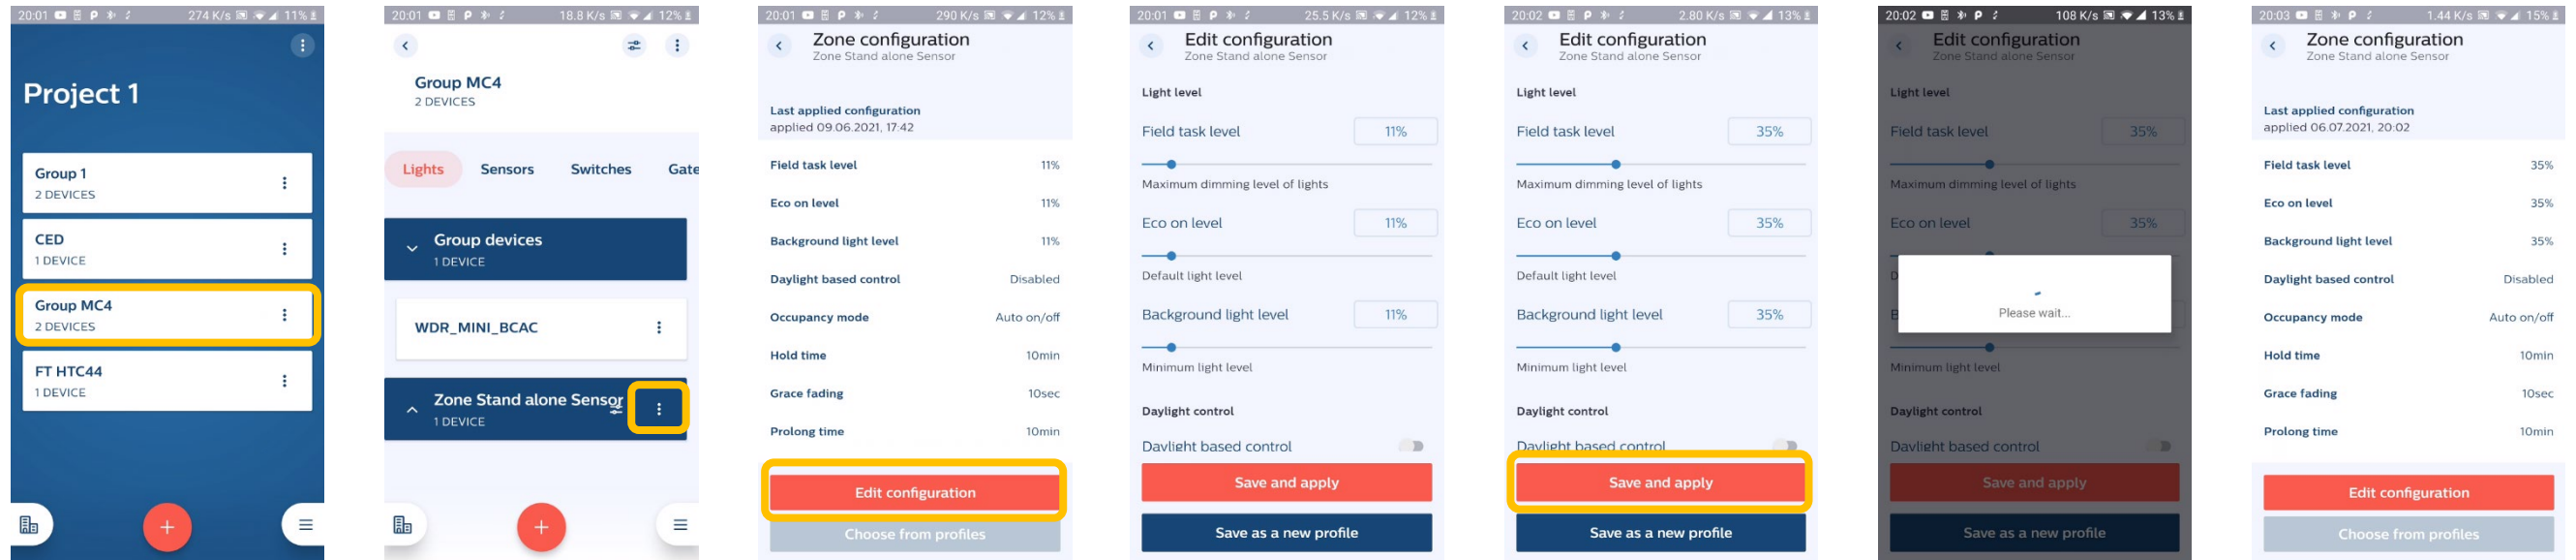 20:01 274 K/s 11%
Project 1
Group 1
2 DEVICES
CED
1 DEVICE
Group MC4
2 DEVICES
FT HTC44
1 DEVICE
20:01 18.8 K/s 12%
Group MC4
2 DEVICES
Lights Sensors Switches Gate
Group devices
1 DEVICE
WDR_MINI_BCAC
Zone Stand alone Sensor
1 DEVICE
20:01 290 K/s 12%
Zone configuration
Zone Stand alone Sensor
Last applied configuration
applied 09.06.2021, 17:42
Field task level 11%
Eco on level 11%
Background light level 11%
Daylight based control Disabled
Occupancy mode Auto on/off
Hold time 10min
Grace fading 10sec
Prolong time 10min
Edit configuration
Choose from profiles
20:01 25.5 K/s 12%
Edit configuration
Zone Stand alone Sensor
Light level
Field task level 11%
Maximum dimming level of lights
Eco on level 11%
Default light level
Background light level 11%
Minimum light level
Daylight control
Daylight based control
Save and apply
Save as a new profile
20:02 2.80 K/s 13%
Edit configuration
Zone Stand alone Sensor
Light level
Field task level 35%
Maximum dimming level of lights
Eco on level 35%
Default light level
Background light level 35%
Minimum light level
Daylight control
Daylight based control
Save and apply
Save as a new profile
20:02 108 K/s 13%
Edit configuration
Zone Stand alone Sensor
Light level
Field task level 35%
Maximum dimming level of lights
Eco on level 35%
Please wait...
Minimum light level
Daylight control
Daylight based control
Save and apply
Save as a new profile
20:03 1.44 K/s 15%
Zone configuration
Zone Stand alone Sensor
Last applied configuration
applied 06.07.2021, 20:02
Field task level 35%
Eco on level 35%
Background light level 35%
Daylight based control Disabled
Occupancy mode Auto on/off
Hold time 10min
Grace fading 10sec
Prolong time 10min
Edit configuration
Choose from profiles